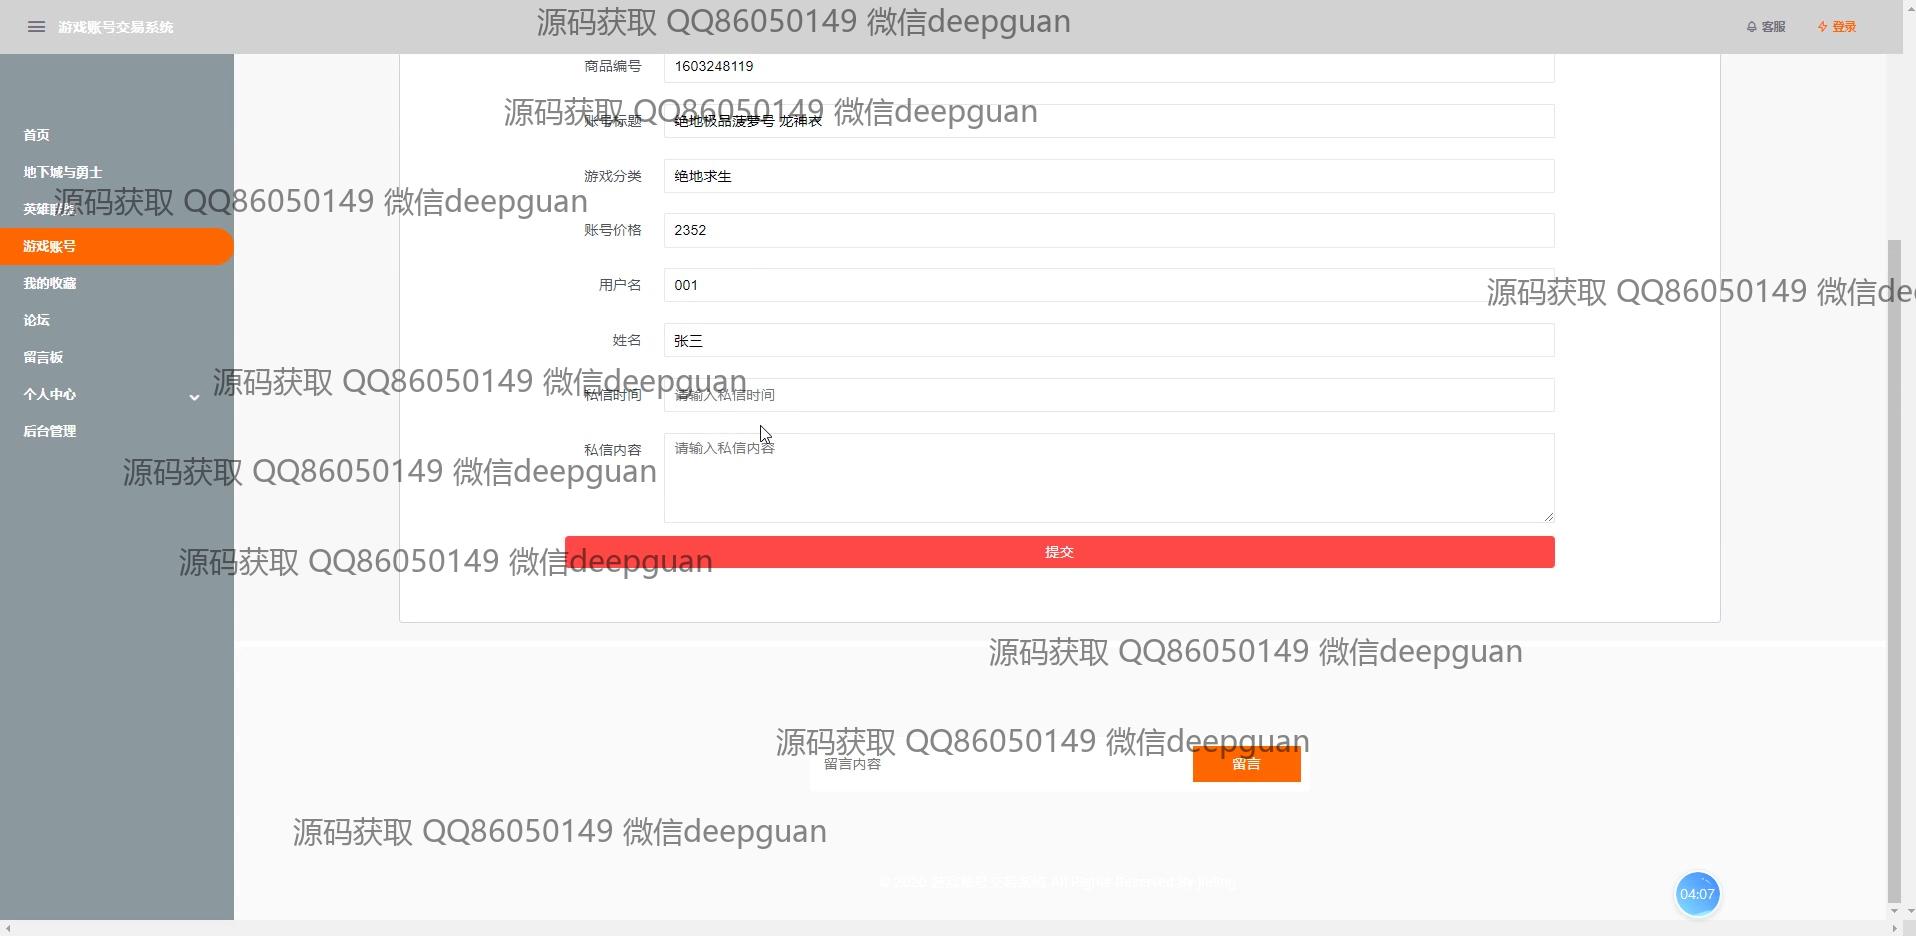 游戏账号交易系统
源码获取 QQ86050149 微信deepguan
客服
登录
商品编号
1603248119
源码获取 QQ86050149 微信deepguan
账号标题
绝地极品菠萝号 龙神衣
首页
地下城与勇士
游戏分类
绝地求生
源码获取 QQ86050149 微信deepguan
英雄联盟
账号价格
2352
游戏账号
我的收藏
用户名
001
源码获取 QQ86050149 微信dee
论坛
姓名
张三
留言板
源码获取 QQ86050149 微信deepguan
个人中心
私信时间
请输入私信时间
后台管理
私信内容
请输入私信内容
源码获取 QQ86050149 微信deepguan
提交
源码获取 QQ86050149 微信deepguan
源码获取 QQ86050149 微信deepguan
源码获取 QQ86050149 微信deepguan
留言内容
留言
源码获取 QQ86050149 微信deepguan
04:07